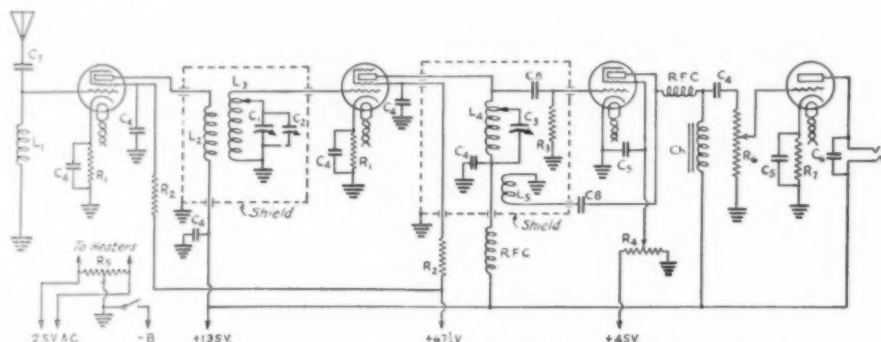 C7
L1
C4
R1
C4
R2
L2
L3
C1
C2
Shield
C4
C4
R1
C4
R2
L4
C3
C4
L5
C8
R3
C8
Shield
RFC
C5
R4
RFC
C4
Ch
R6
C5
R7
C6
To Heaters
R5
2.5V AC
-B
+135V.
+67½V
+45V.